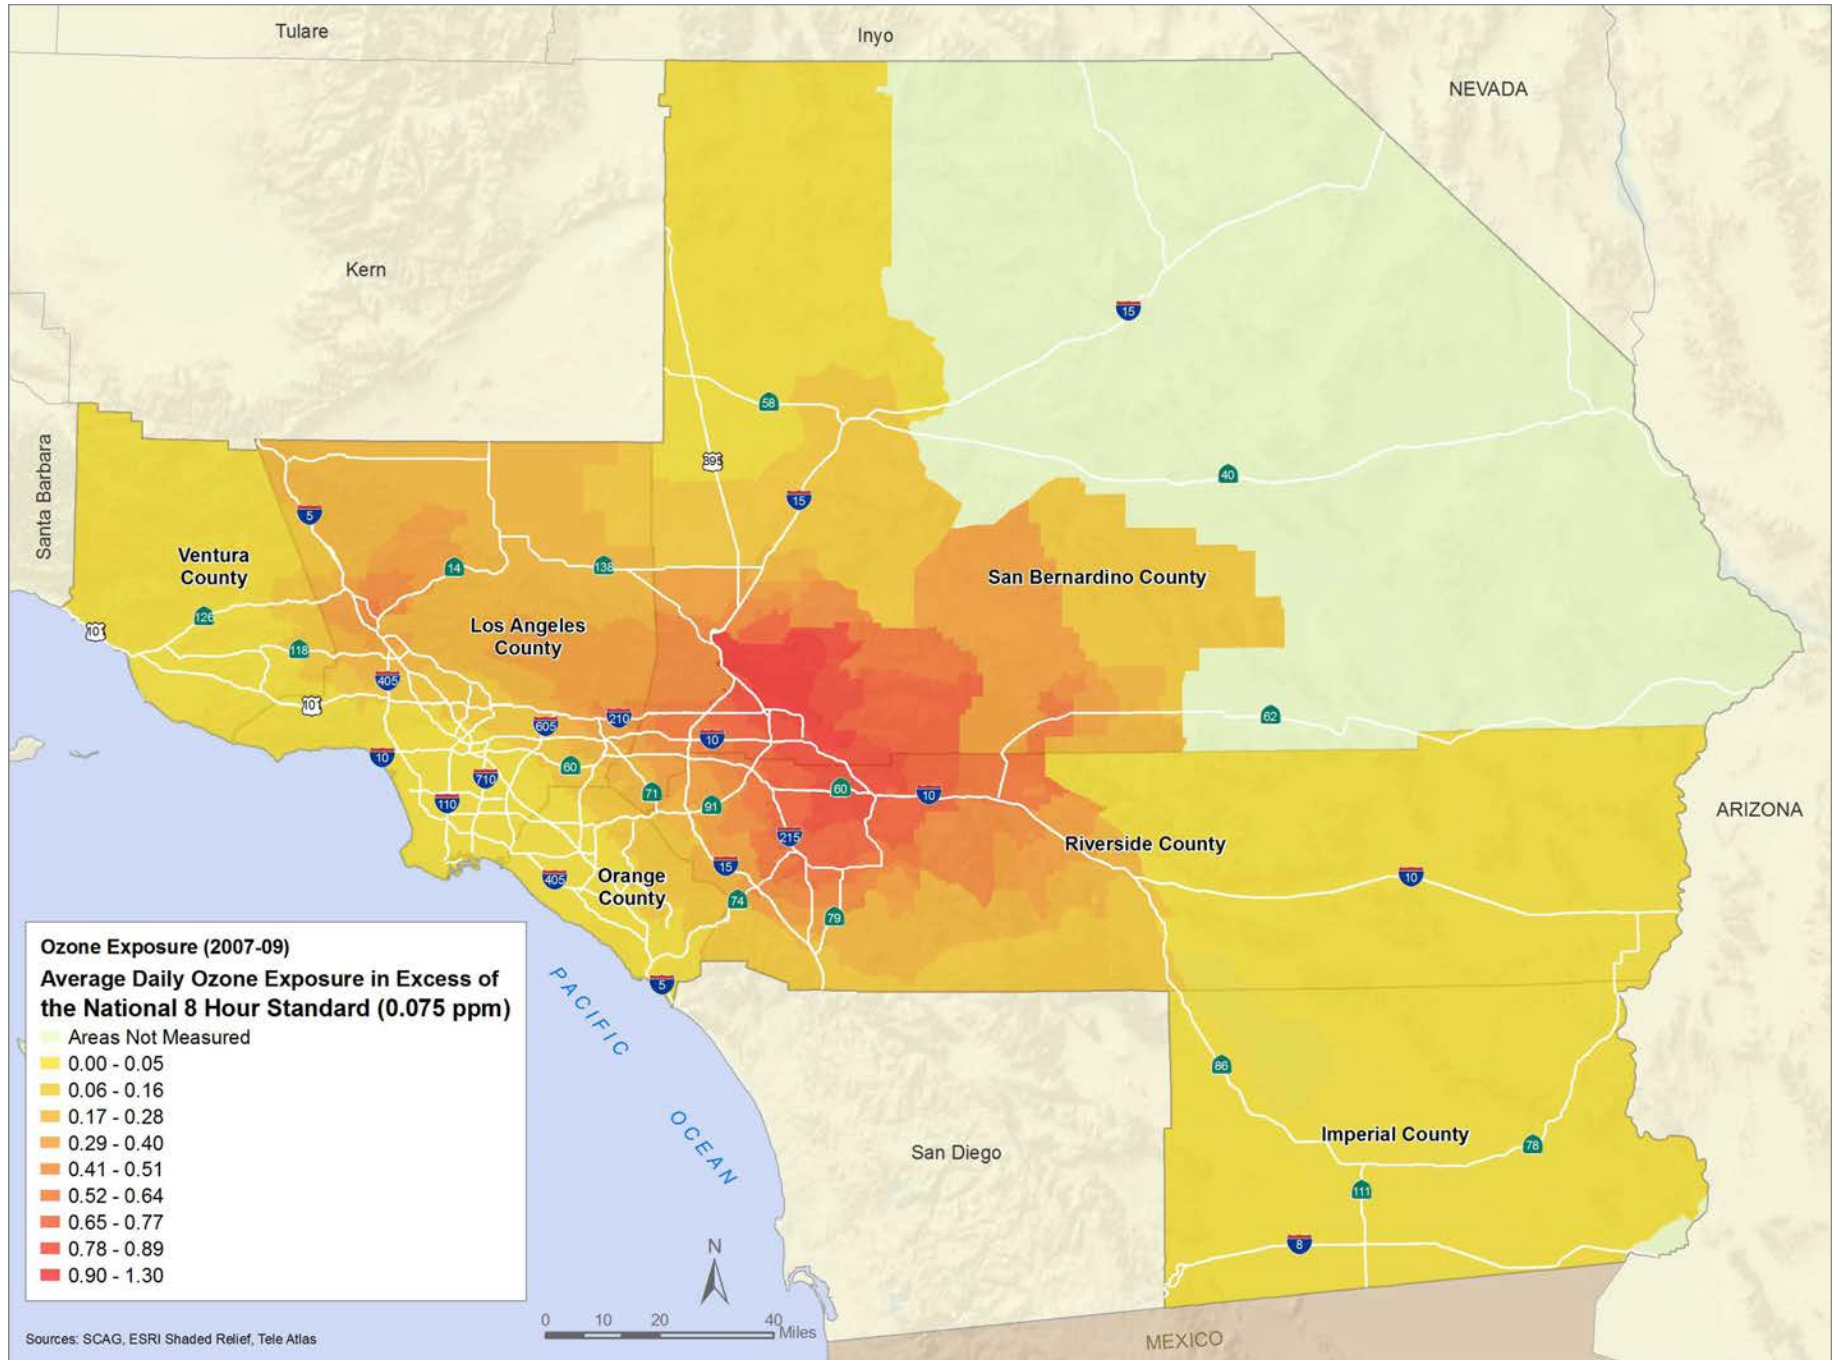 Tulare
Inyo
NEVADA
Kern
15
58
395
40
Santa Barbara
15
5
Ventura
County
14
138
San Bernardino County
126
101
Los Angeles
County
118
405
101
62
210
605
10
10
60
710
71
60
10
110
91
ARIZONA
215
Riverside County
15
10
405
Orange
County
74
79
5
Ozone Exposure (2007-09)
Average Daily Ozone Exposure in Excess of
the National 8 Hour Standard (0.075 ppm)
Areas Not Measured
0.00 - 0.05
0.06 - 0.16
0.17 - 0.28
0.29 - 0.40
0.41 - 0.51
0.52 - 0.64
0.65 - 0.77
0.78 - 0.89
0.90 - 1.30
PACIFIC
OCEAN
86
Imperial County
78
San Diego
111
8
N
0 10 20 40
Miles
MEXICO
Sources: SCAG, ESRI Shaded Relief, Tele Atlas